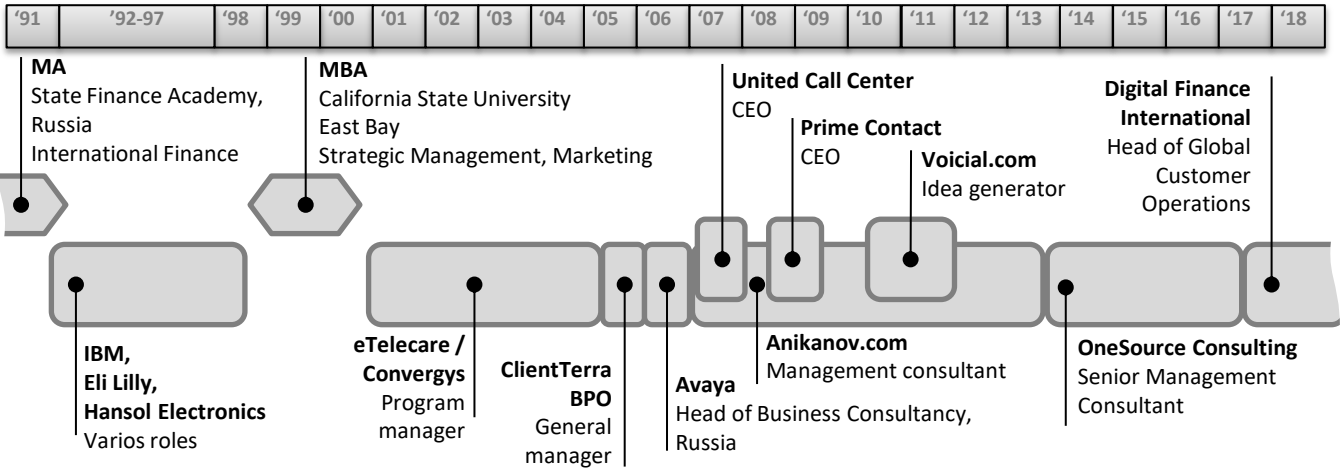 ‘91 ’92-97 ‘98 ‘99 ‘00 ‘01 ‘02 ‘03 ‘04 ‘05 ‘06 ‘07 ‘08 ‘09 ‘10 ‘11 ‘12 ‘13 ‘14 ‘15 ‘16 ‘17 ‘18
MA
State Finance Academy,
Russia
International Finance
MBA
California State University
East Bay
Strategic Management, Marketing
United Call Center
CEO
Prime Contact
CEO
Voicial.com
Idea generator
Digital Finance
International
Head of Global
Customer
Operations
IBM,
Eli Lilly,
Hansol Electronics
Varios roles
eTelecare /
Convergys
Program
manager
ClientTerra
BPO
General
manager
Avaya
Head of Business Consultancy,
Russia
Anikanov.com
Management consultant
OneSource Consulting
Senior Management
Consultant